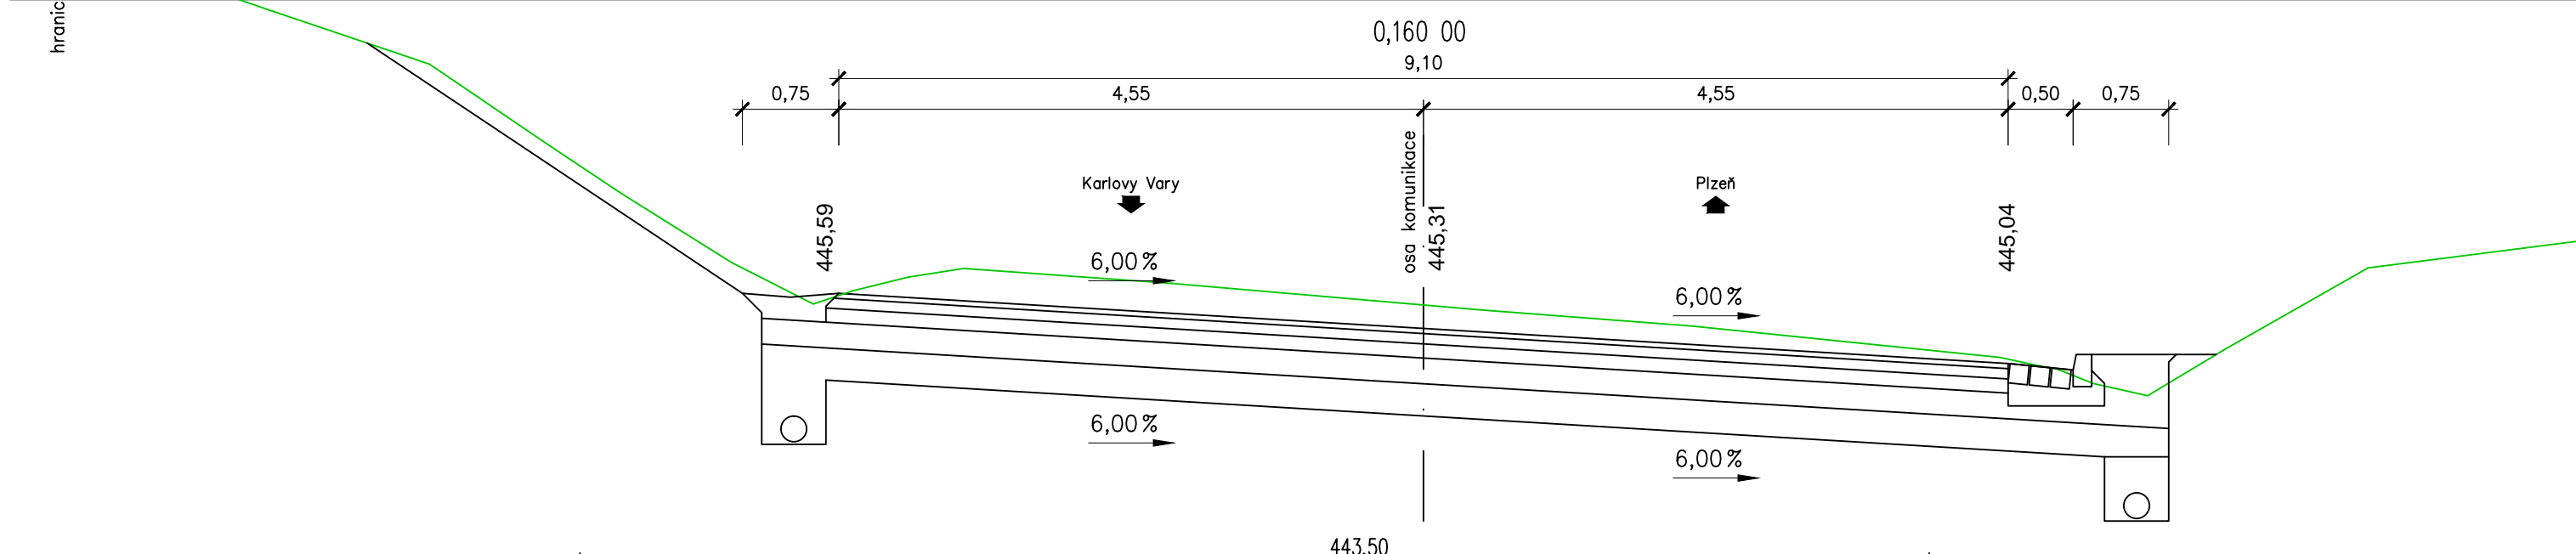 hranic
0,160 00
9,10
0,75 4,55 4,55 0,50 0,75
Karlovy Vary
Plzeň
osa komunikace
445,59
445,31
445,04
6,00%
6,00%
6,00%
6,00%
443,50